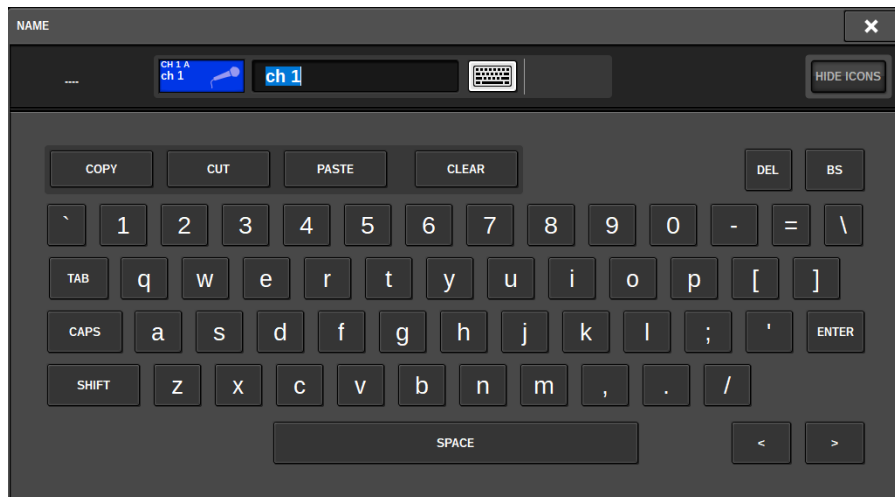 NAME
----
CH 1 A
ch 1
ch 1
HIDE ICONS
COPY CUT PASTE CLEAR DEL BS
` 1 2 3 4 5 6 7 8 9 0 - = \
TAB q w e r t y u i o p [ ]
CAPS a s d f g h j k l ; ' ENTER
SHIFT z x c v b n m , . /
SPACE < >